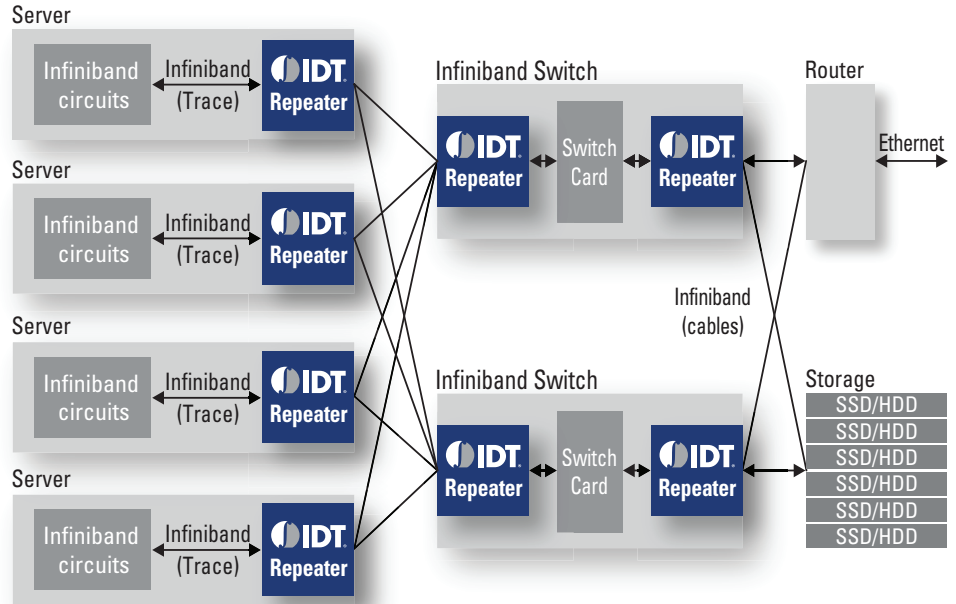 Server
Infiniband
circuits
Infiniband
(Trace)
IDT.
Repeater
Server
Infiniband
circuits
Infiniband
(Trace)
IDT.
Repeater
Server
Infiniband
circuits
Infiniband
(Trace)
IDT.
Repeater
Server
Infiniband
circuits
Infiniband
(Trace)
IDT.
Repeater
Infiniband Switch
IDT.
Repeater
Switch
Card
IDT.
Repeater
Infiniband Switch
IDT.
Repeater
Switch
Card
IDT.
Repeater
Infiniband
(cables)
Router
Ethernet
Storage
SSD/HDD
SSD/HDD
SSD/HDD
SSD/HDD
SSD/HDD
SSD/HDD